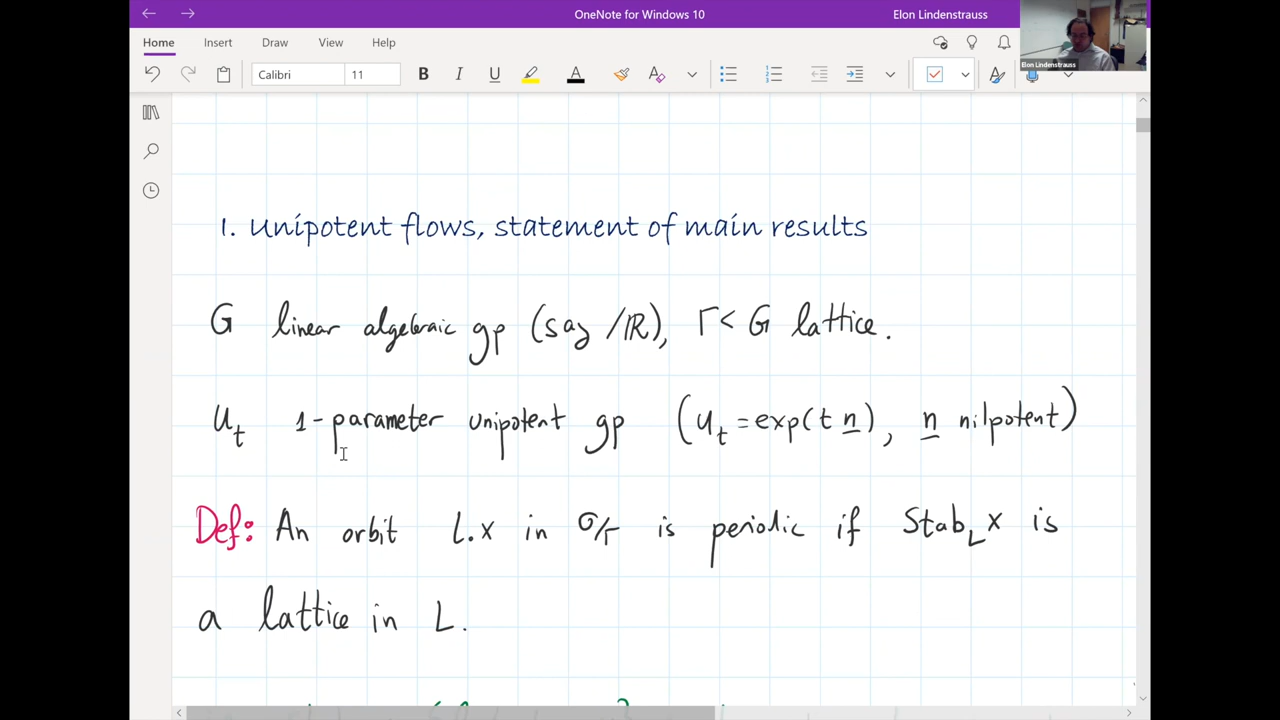 OneNote for Windows 10
Elon Lindenstrauss
Home Insert Draw View Help
Elon Lindenstrauss
Calibri 11 B I U A
1. Unipotent flows, statement of main results
G linear algebraic gp (say /ℝ), Γ < G lattice.
u_t 1-parameter unipotent gp (u_t = exp(t n), n nilpotent)
Def: An orbit L.x in G/Γ is periodic if Stab_L x is
a lattice in L.